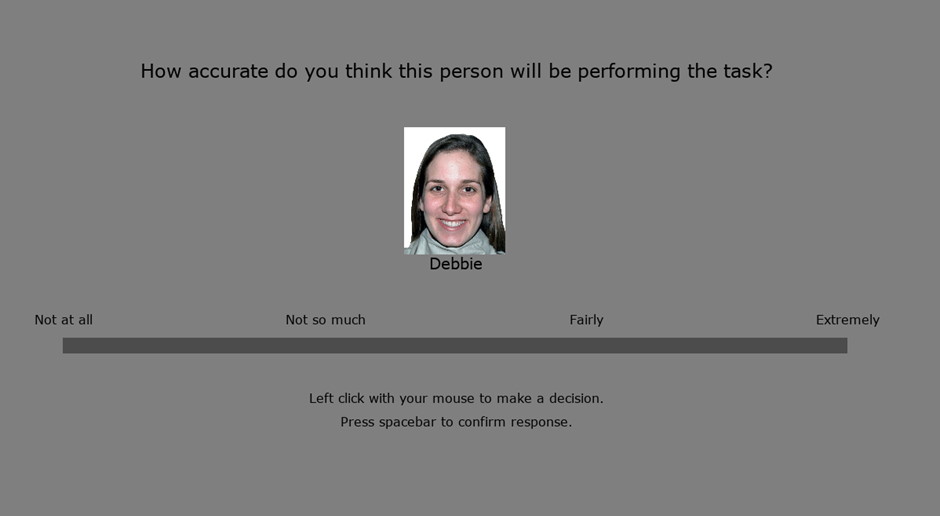 How accurate do you think this person will be performing the task?
Debbie
Not at all Not so much Fairly Extremely
Left click with your mouse to make a decision.
Press spacebar to confirm response.